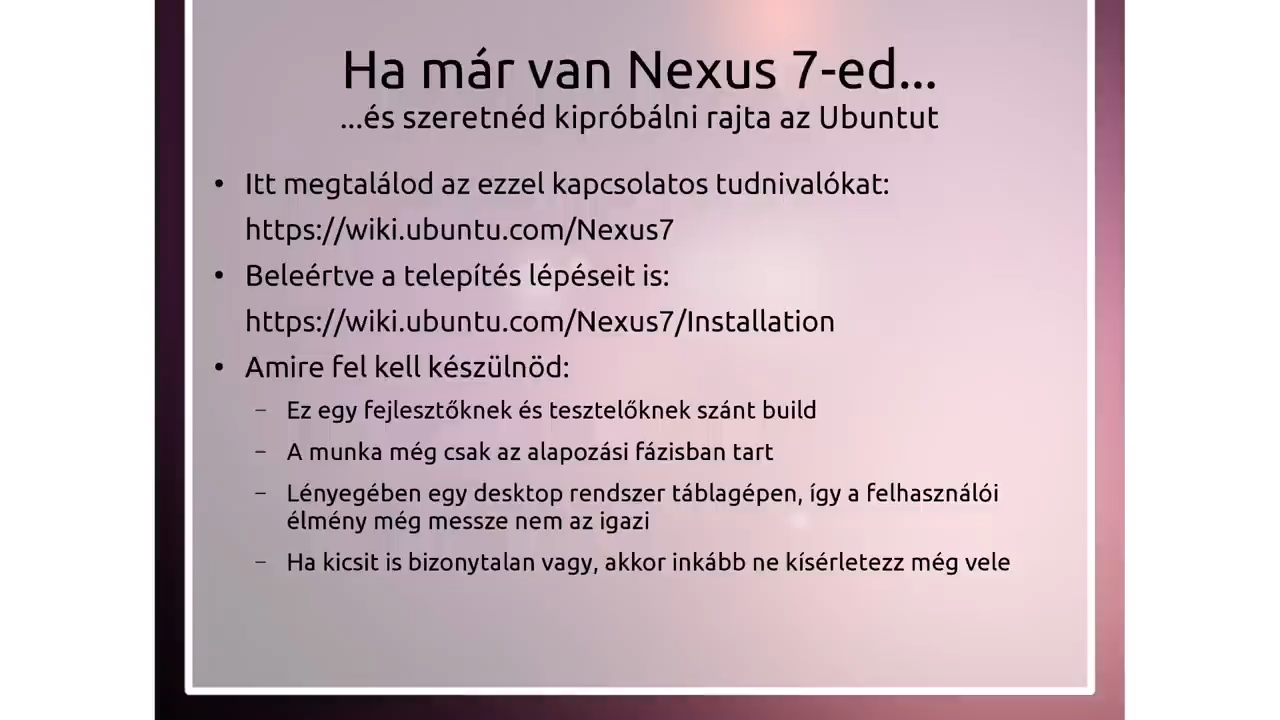 Ha már van Nexus 7-ed...
...és szeretnéd kipróbálni rajta az Ubuntut
• Itt megtalálod az ezzel kapcsolatos tudnivalókat:
https://wiki.ubuntu.com/Nexus7
• Beleértve a telepítés lépéseit is:
https://wiki.ubuntu.com/Nexus7/Installation
• Amire fel kell készülnöd:
– Ez egy fejlesztőknek és tesztelőknek szánt build
– A munka még csak az alapozási fázisban tart
– Lényegében egy desktop rendszer táblagépen, így a felhasználói
élmény még messze nem az igazi
– Ha kicsit is bizonytalan vagy, akkor inkább ne kísérletezz még vele